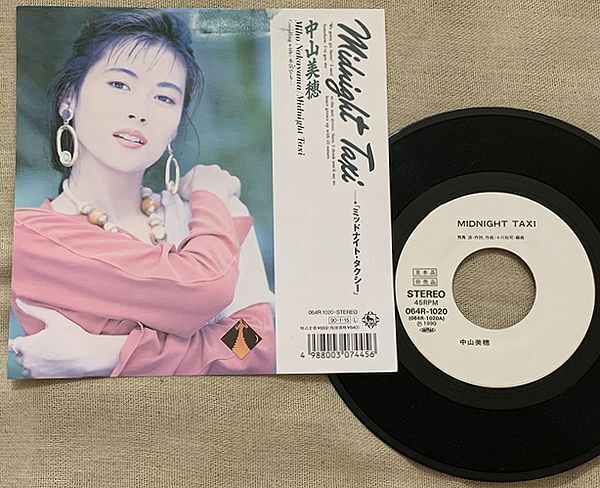 Midnight Taxi
中山美穂
Miho Nakayama/Midnight Taxi
Coupling with:
「ミッドナイト・タクシー」
064R-1020・STEREO
90・1・15 L
4 988003 074456
MIDNIGHT TAXI
見本品
非売品
STEREO
45RPM
064R-1020
(064R-1020A)
Ⓟ 1990
中山美穂